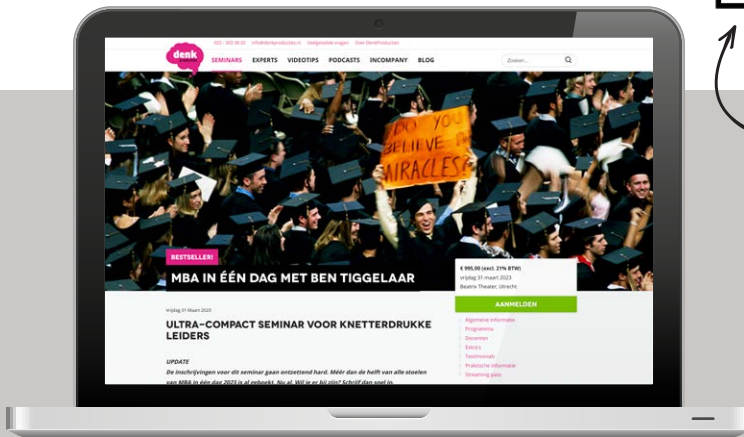 info@denkproducties.nl Veelgestelde vragen Over DenkProducties
denk
SEMINARS EXPERTS VIDEOTIPS PODCASTS INCOMPANY BLOG
Zoeken...
DO YOU
BELIEVE IN
MIRACLES?
BESTSELLER!
MBA IN ÉÉN DAG MET BEN TIGGELAAR
€ 995,00 (excl. 21% BTW)
vrijdag 31 maart 2023
Beatrix Theater, Utrecht
AANMELDEN
Algemene informatie
Programma
Docenten
Extra's
Testimonials
Praktische informatie
Streaming pass
vrijdag 31 Maart 2023
ULTRA-COMPACT SEMINAR VOOR KNETTERDRUKKE
LEIDERS
UPDATE
De inschrijvingen voor dit seminar gaan ontzettend hard. Méér dan de helft van alle stoelen
van MBA in één dag 2023 is al geboekt. Nu al. Wil je er bij zijn? Schrijf dan snel in.